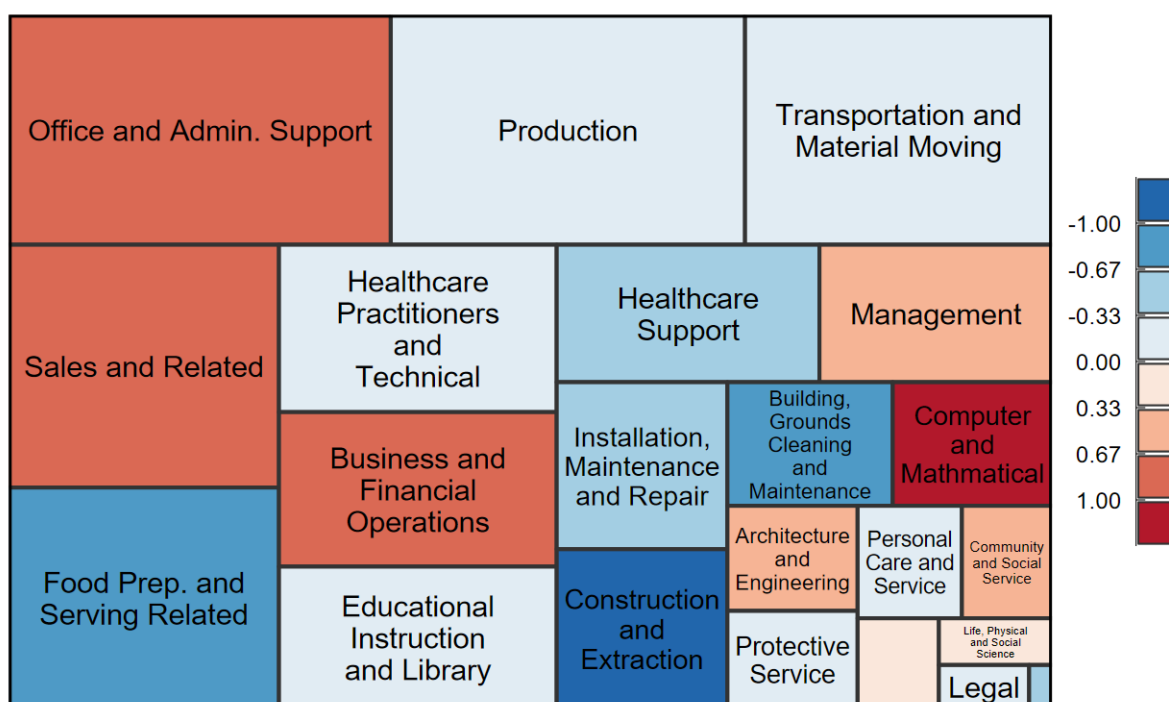 Office and Admin. Support
Production
Transportation and
Material Moving
Sales and Related
Healthcare
Practitioners
and
Technical
Healthcare
Support
Management
Business and
Financial
Operations
Installation,
Maintenance
and Repair
Building,
Grounds
Cleaning
and
Maintenance
Computer
and
Mathmatical
Food Prep. and
Serving Related
Educational
Instruction
and Library
Construction
and
Extraction
Architecture
and
Engineering
Personal
Care and
Service
Community
and Social
Service
Protective
Service
Life, Physical
and Social
Science
Legal
-1.00
-0.67
-0.33
0.00
0.33
0.67
1.00